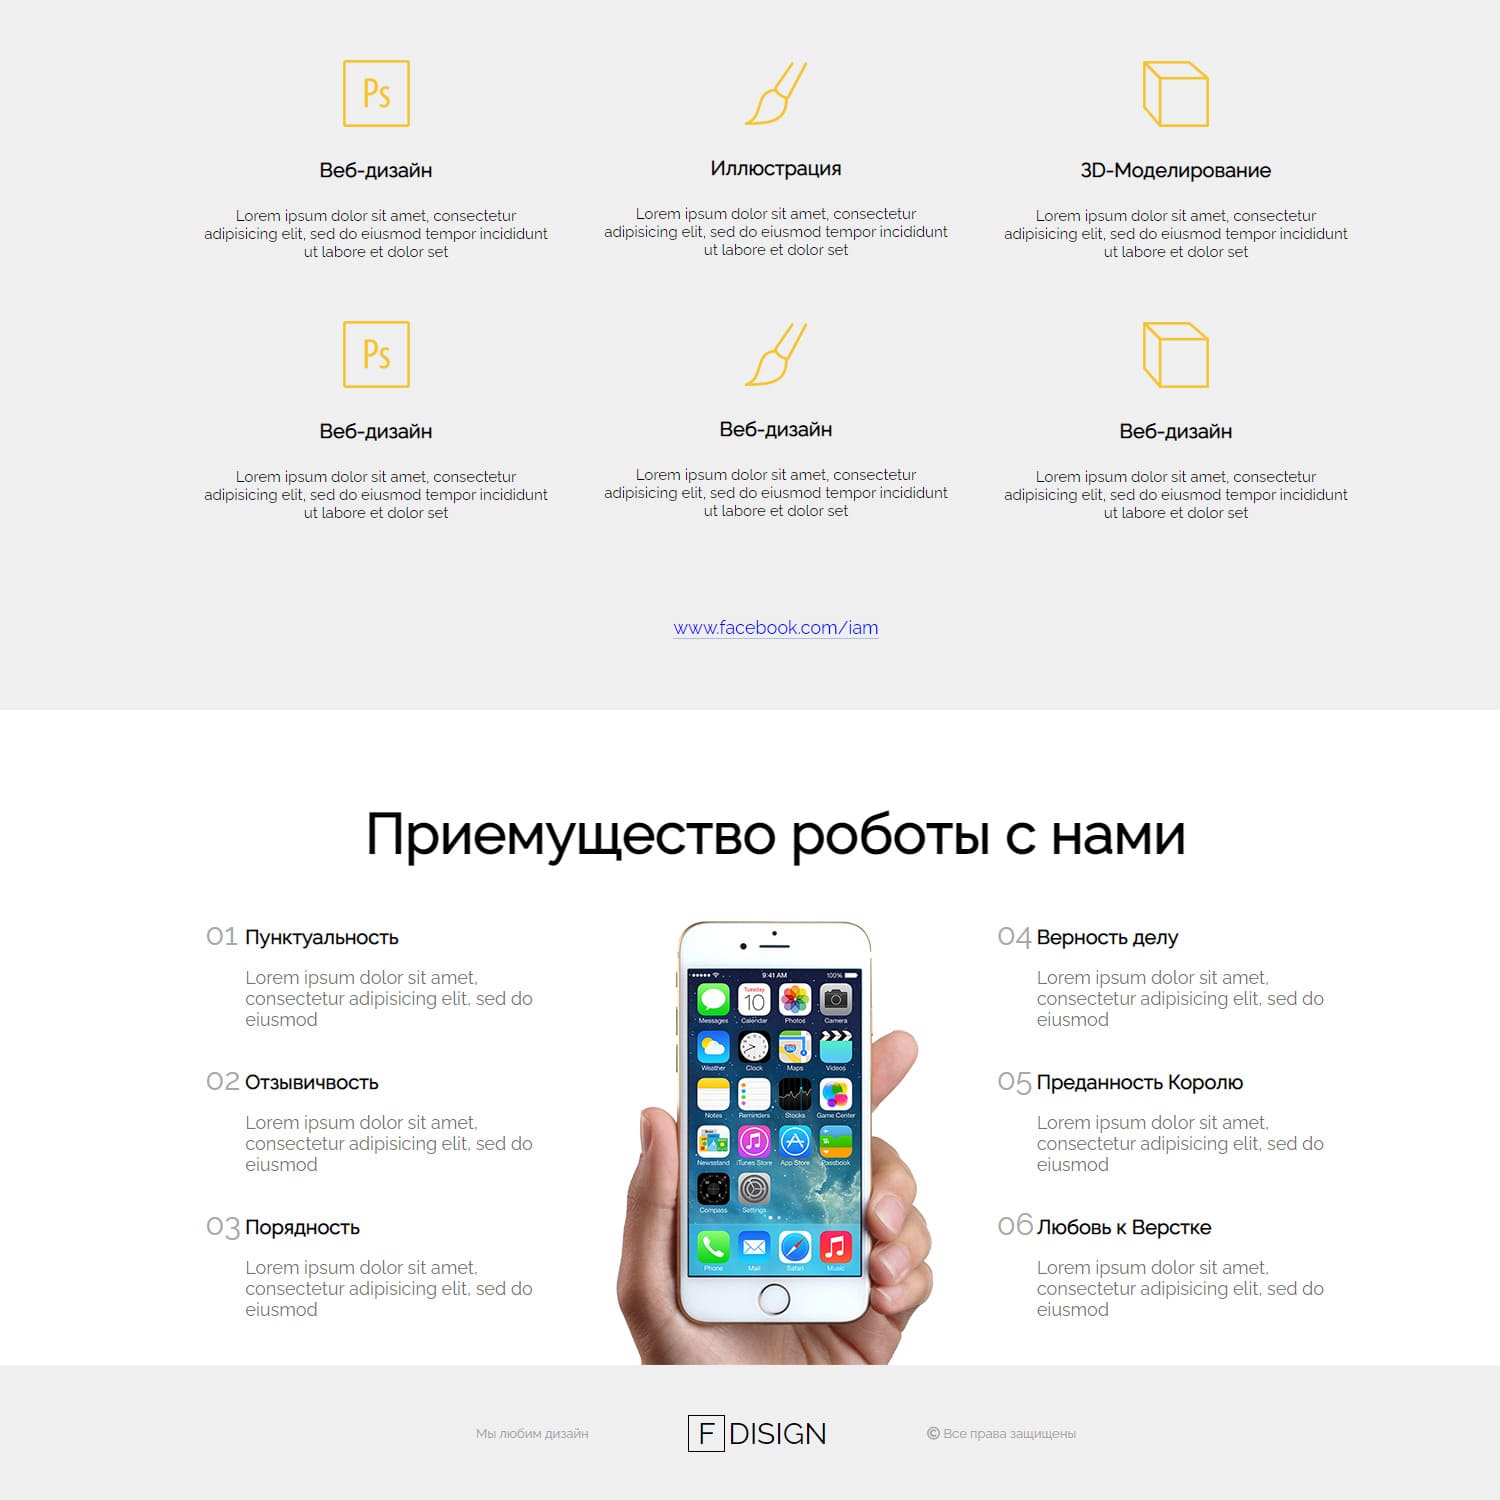 Ps
Веб-дизайн
Lorem ipsum dolor sit amet, consectetur
adipisicing elit, sed do eiusmod tempor incididunt
ut labore et dolor set
Иллюстрация
Lorem ipsum dolor sit amet, consectetur
adipisicing elit, sed do eiusmod tempor incididunt
ut labore et dolor set
3D-Моделирование
Lorem ipsum dolor sit amet, consectetur
adipisicing elit, sed do eiusmod tempor incididunt
ut labore et dolor set
Ps
Веб-дизайн
Lorem ipsum dolor sit amet, consectetur
adipisicing elit, sed do eiusmod tempor incididunt
ut labore et dolor set
Веб-дизайн
Lorem ipsum dolor sit amet, consectetur
adipisicing elit, sed do eiusmod tempor incididunt
ut labore et dolor set
Веб-дизайн
Lorem ipsum dolor sit amet, consectetur
adipisicing elit, sed do eiusmod tempor incididunt
ut labore et dolor set
www.facebook.com/iam
Приемущество роботы с нами
01 Пунктуальность
Lorem ipsum dolor sit amet,
consectetur adipisicing elit, sed do
eiusmod
02 Отзывичвость
Lorem ipsum dolor sit amet,
consectetur adipisicing elit, sed do
eiusmod
03 Порядность
Lorem ipsum dolor sit amet,
consectetur adipisicing elit, sed do
eiusmod
9:41 AM 100%
Tuesday
10
Messages Calendar Photos Camera
280
Weather Clock Maps Videos
Notes Reminders Stocks Game Center
Newsstand iTunes Store App Store Passbook
Compass Settings
Phone Mail Safari Music
04 Верность делу
Lorem ipsum dolor sit amet,
consectetur adipisicing elit, sed do
eiusmod
05 Преданность Королю
Lorem ipsum dolor sit amet,
consectetur adipisicing elit, sed do
eiusmod
06 Любовь к Верстке
Lorem ipsum dolor sit amet,
consectetur adipisicing elit, sed do
eiusmod
Мы любим дизайн
F DISIGN
© Все права защищены